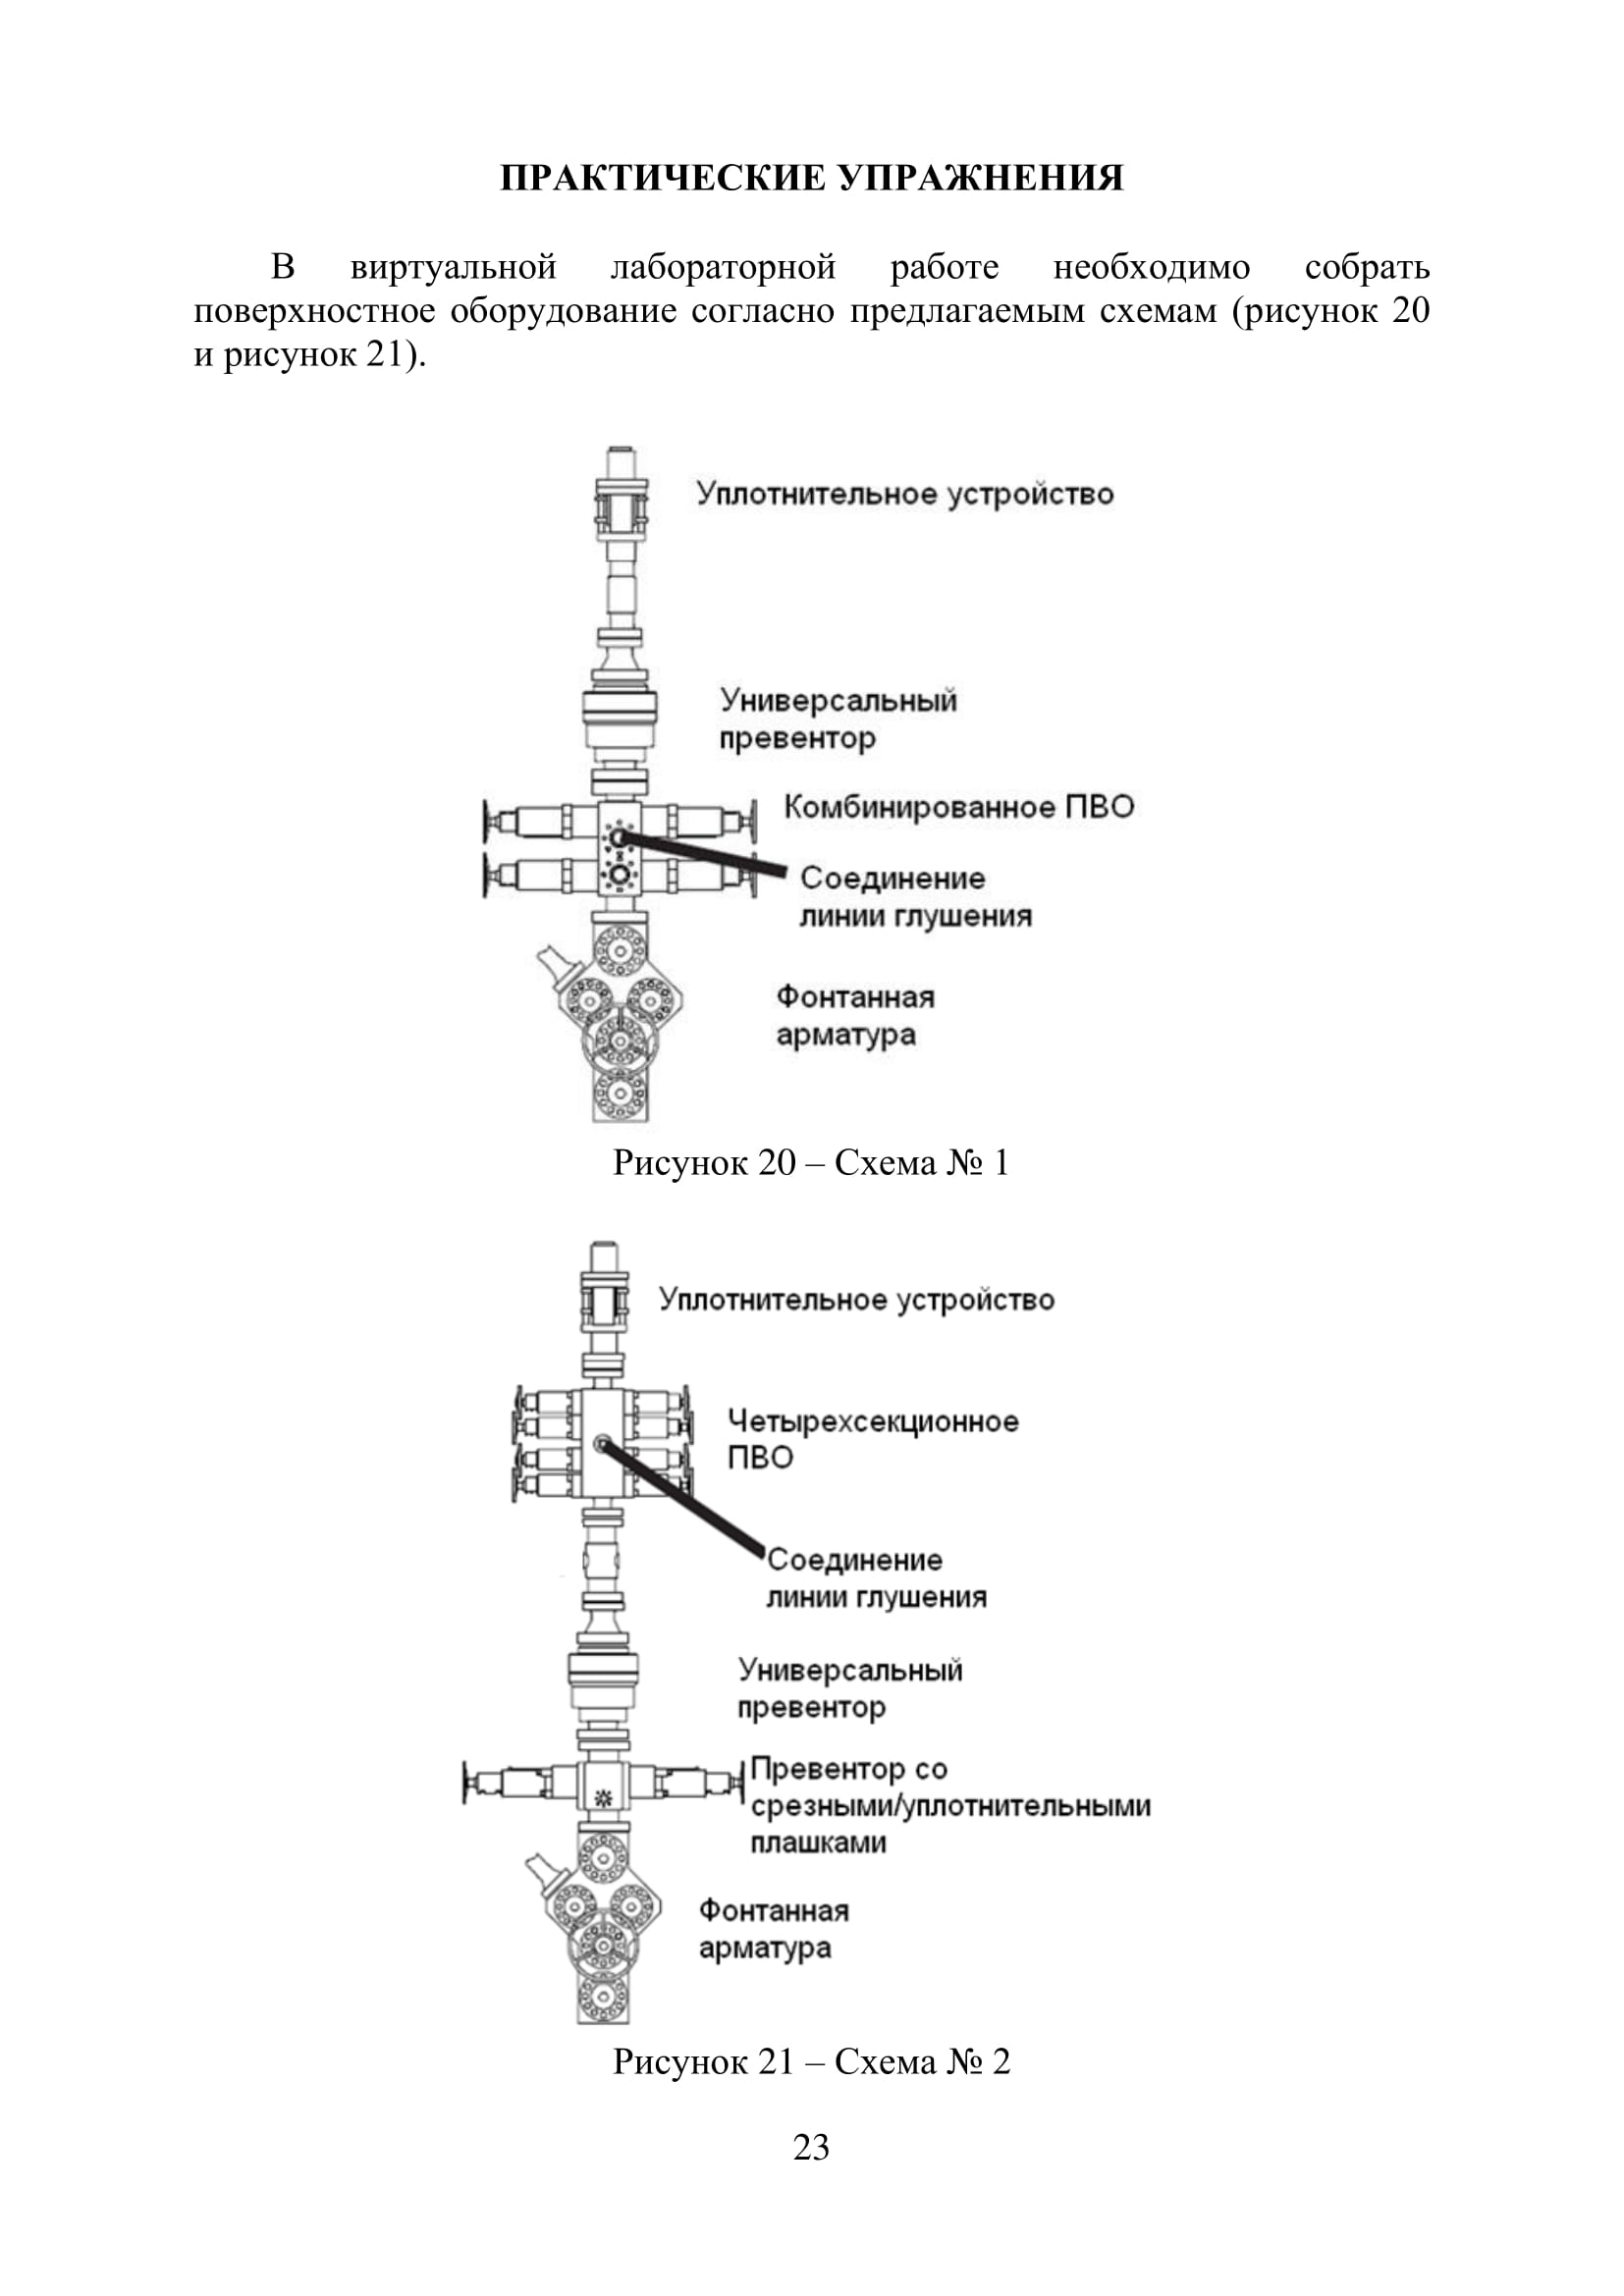 ПРАКТИЧЕСКИЕ УПРАЖНЕНИЯ
В виртуальной лабораторной работе необходимо собрать
поверхностное оборудование согласно предлагаемым схемам (рисунок 20
и рисунок 21).
Уплотнительное устройство
Универсальный
превентор
Комбинированное ПВО
Соединение
линии глушения
Фонтанная
арматура
Рисунок 20 – Схема № 1
Уплотнительное устройство
Четырехсекционное
ПВО
Соединение
линии глушения
Универсальный
превентор
Превентор со
срезными/уплотнительными
плашками
Фонтанная
арматура
Рисунок 21 – Схема № 2
23